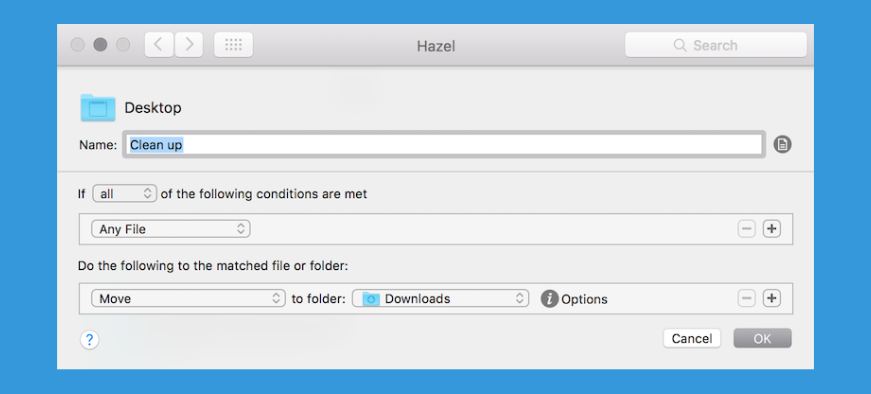 Hazel
Search
Desktop
Name: Clean up
If all of the following conditions are met
Any File
Do the following to the matched file or folder:
Move to folder: Downloads i Options
? Cancel OK